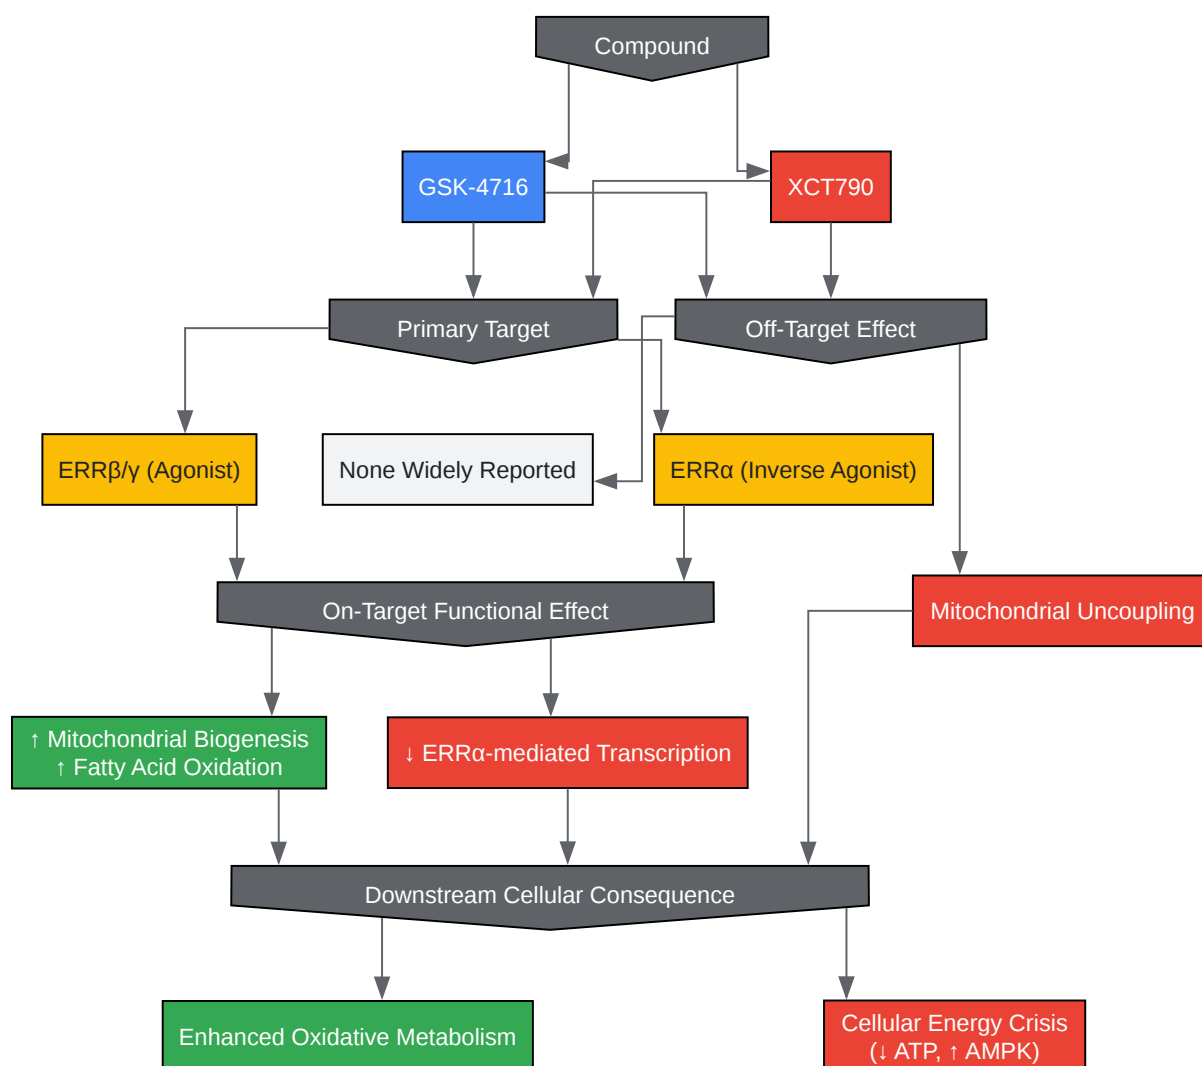 Compound
GSK-4716
XCT790
Primary Target
Off-Target Effect
ERRβ/γ (Agonist)
None Widely Reported
ERRα (Inverse Agonist)
On-Target Functional Effect
Mitochondrial Uncoupling
↑ Mitochondrial Biogenesis
↑ Fatty Acid Oxidation
↓ ERRα-mediated Transcription
Downstream Cellular Consequence
Enhanced Oxidative Metabolism
Cellular Energy Crisis
(↓ ATP, ↑ AMPK)